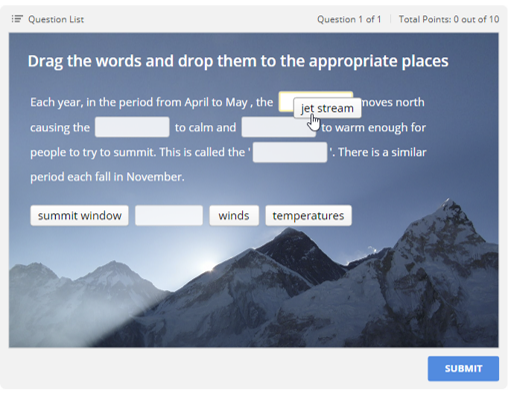 Question List
Question 1 of 1 | Total Points: 0 out of 10
Drag the words and drop them to the appropriate places
Each year, in the period from April to May , the jet stream moves north
causing the to calm and to warm enough for
people to try to summit. This is called the ' '. There is a similar
period each fall in November.
summit window winds temperatures
SUBMIT